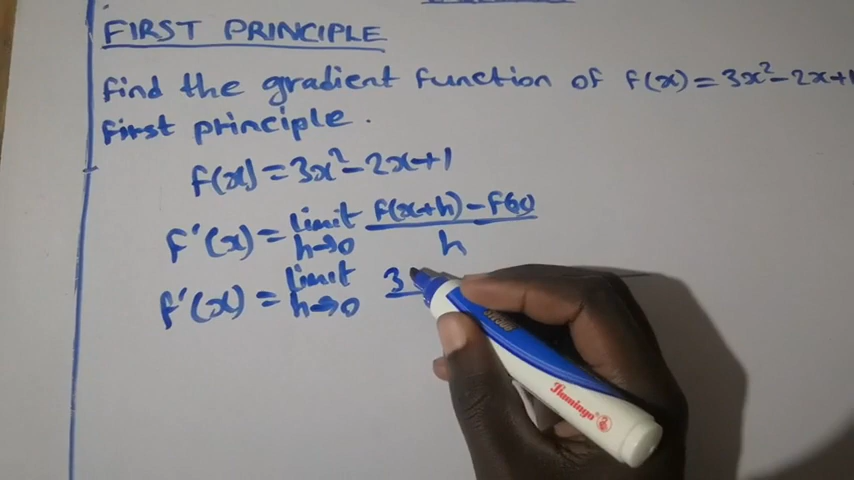 FIRST PRINCIPLE
find the gradient function of f(x) = 3x² - 2x + 1
first principle.
f(x) = 3x² - 2x + 1
f'(x) = limit h→0 f(x+h) - f(x) / h
f'(x) = limit h→0 3
flamingo